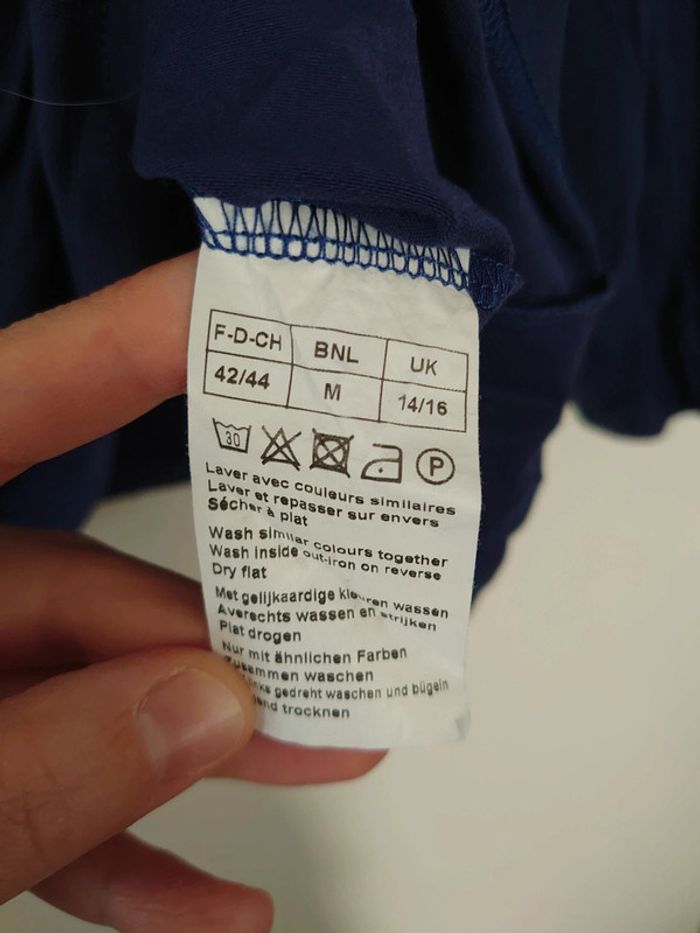 F-D-CH BNL UK
42/44 M 14/16
30 P
Laver avec couleurs similaires
Laver et repasser sur envers
Sécher à plat
Wash similar colours together
Wash inside out-iron on reverse
Dry flat
Met gelijkaardige kleuren wassen
Averechts wassen en strijken
Plat drogen
Nur mit ähnlichen Farben
zusammen waschen
gedreht waschen und bügeln
trocknen